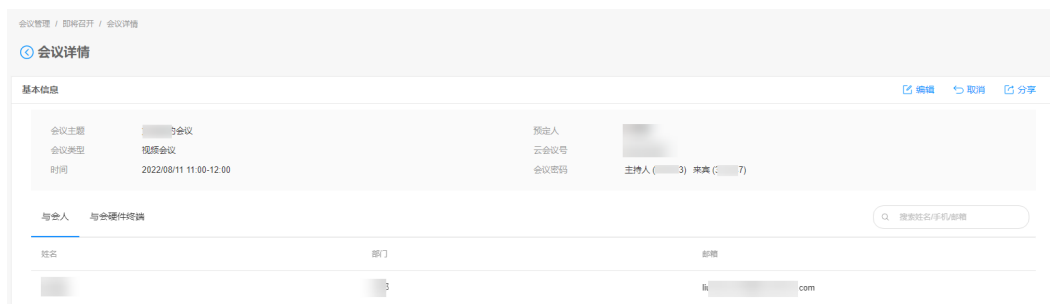 会议管理 / 即将召开 / 会议详情
会议详情
基本信息 编辑 取消 分享
会议主题 的会议 预定人
会议类型 视频会议 云会议号
时间 2022/08/11 11:00-12:00 会议密码 主持人 ( 3) 来宾 ( 7)
与会人 与会硬件终端 搜索姓名/手机/邮箱
姓名 部门 邮箱
com